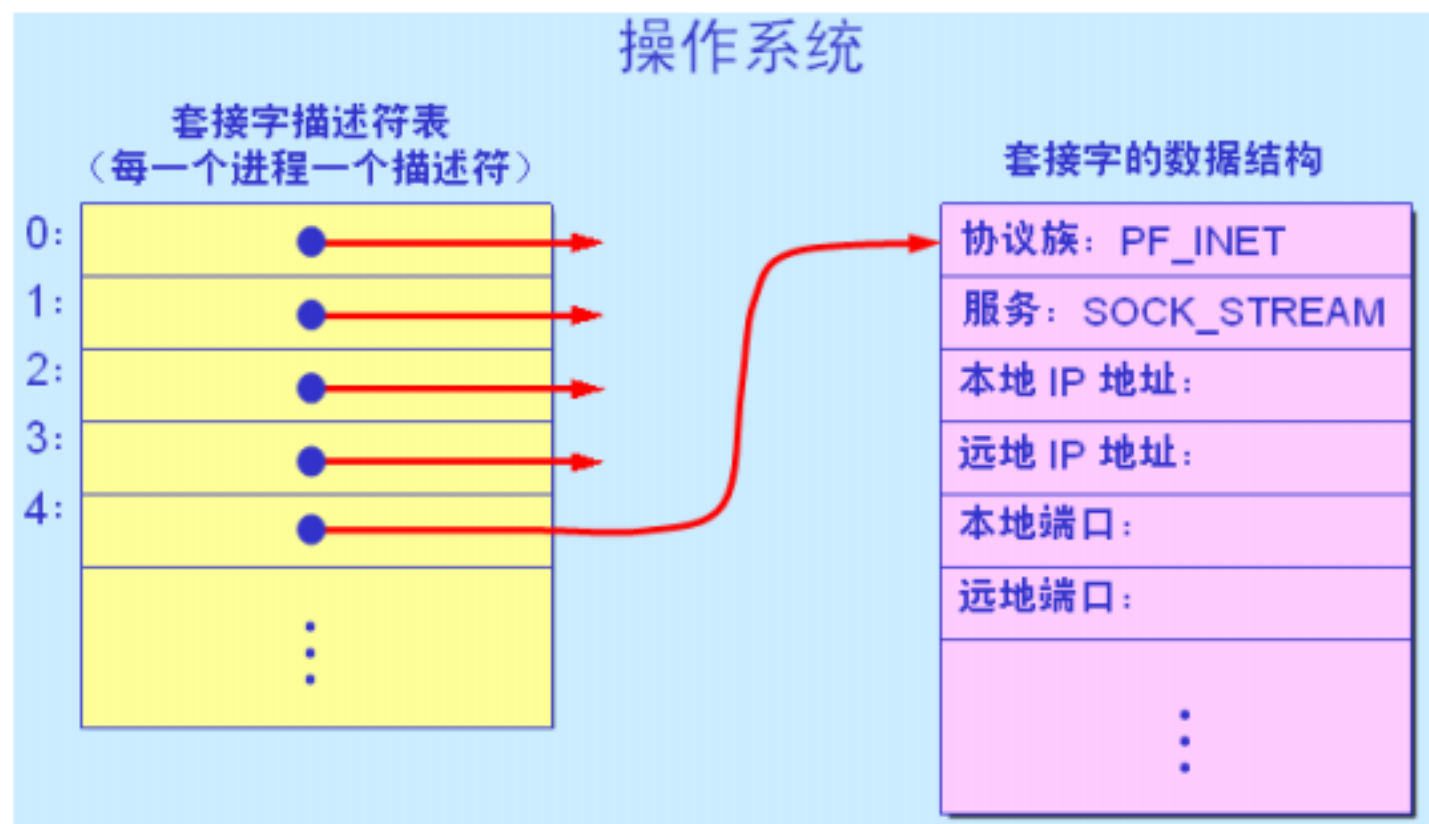 操作系统
套接字描述符表
（每一个进程一个描述符）
0:
1:
2:
3:
4:
套接字的数据结构
协议族：PF_INET
服务：SOCK_STREAM
本地 IP 地址：
远地 IP 地址：
本地端口：
远地端口：